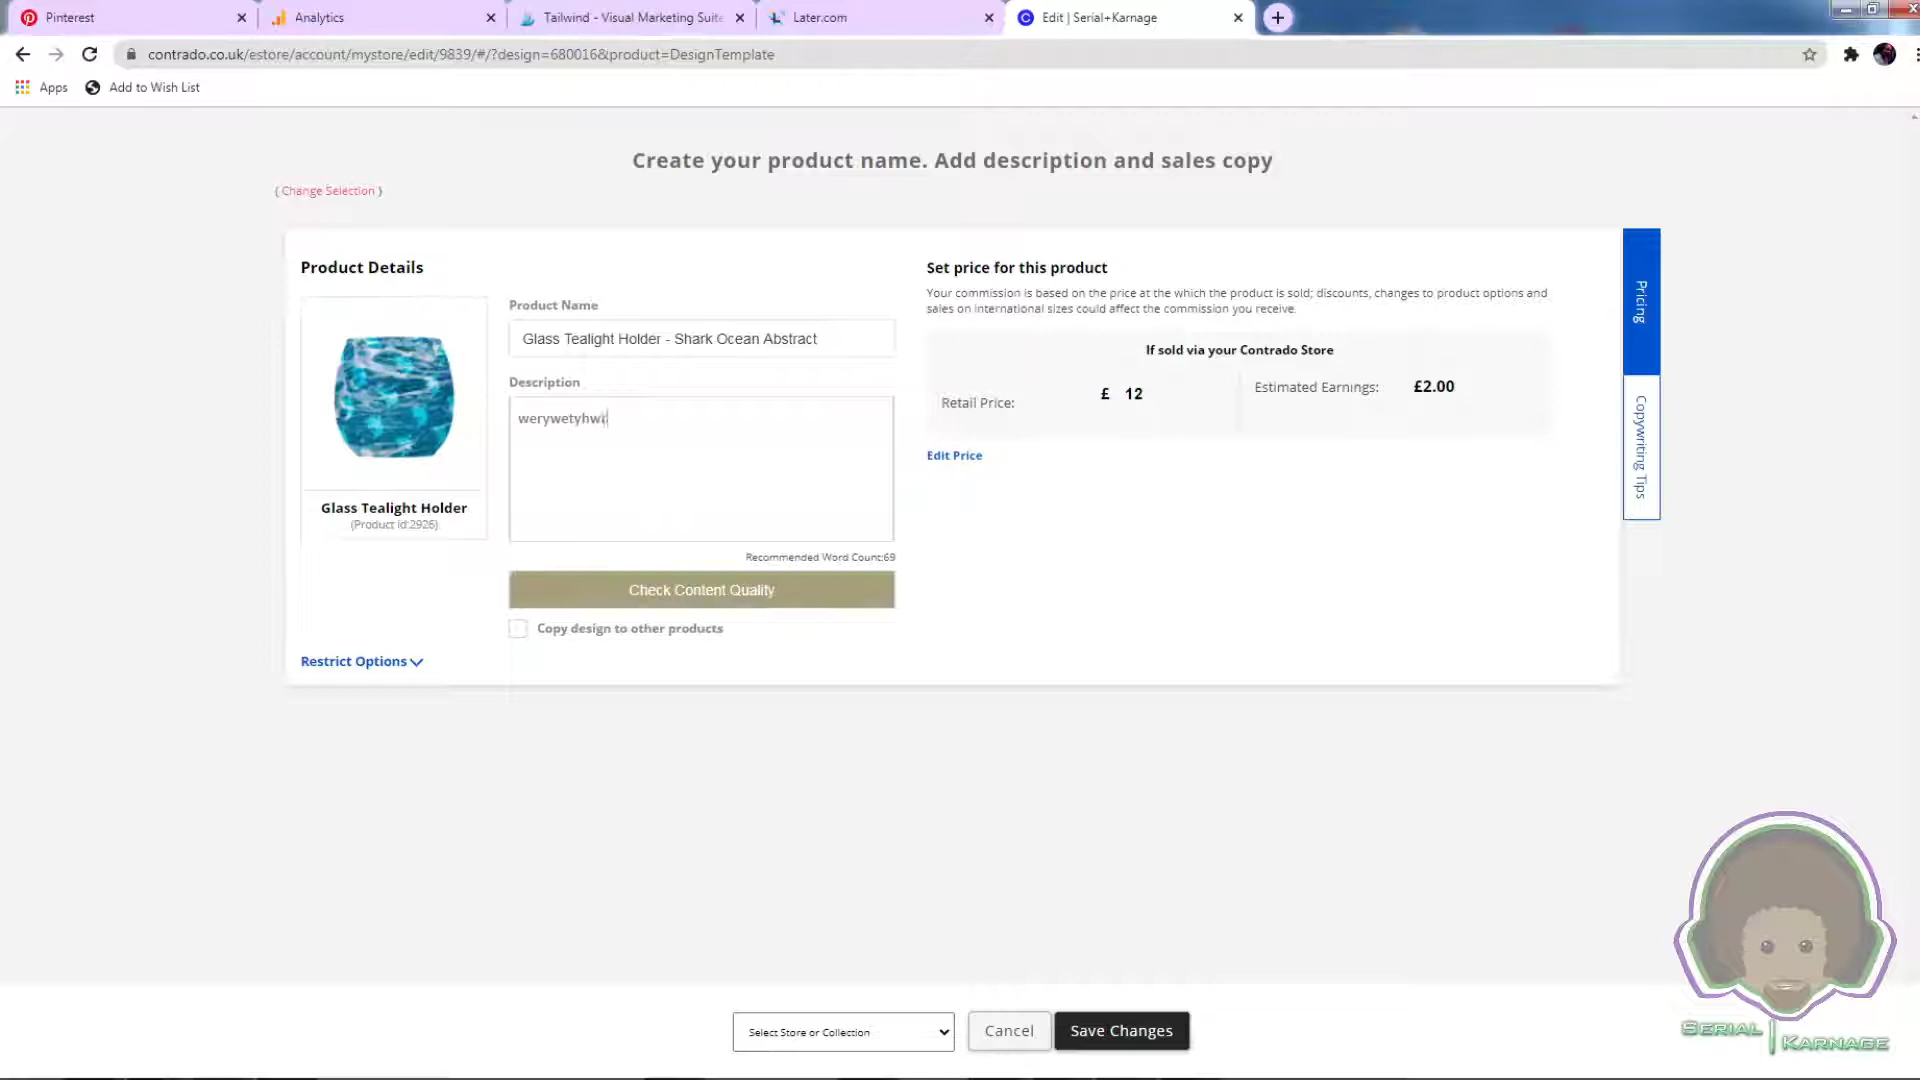 Pinterest
Analytics
Tailwind - Visual Marketing Suite
Later.com
Edit | Serial+Karnage
contrado.co.uk/estore/account/mystore/edit/9839/#/?design=680016&product=DesignTemplate
Apps
Add to Wish List
Create your product name. Add description and sales copy
( Change Selection )
Product Details
Glass Tealight Holder
(Product id:2926)
Restrict Options
Product Name
Glass Tealight Holder - Shark Ocean Abstract
Description
Recommended Word Count:69
Check Content Quality
Copy design to other products
Set price for this product
Your commission is based on the price at the which the product is sold; discounts, changes to product options and
sales on international sizes could affect the commission you receive.
If sold via your Contrado Store
Retail Price:
£ 12
Estimated Earnings:
£2.00
Edit Price
Pricing
Copywriting Tips
Select Store or Collection
Cancel
Save Changes
SERIAL
KARNAGE